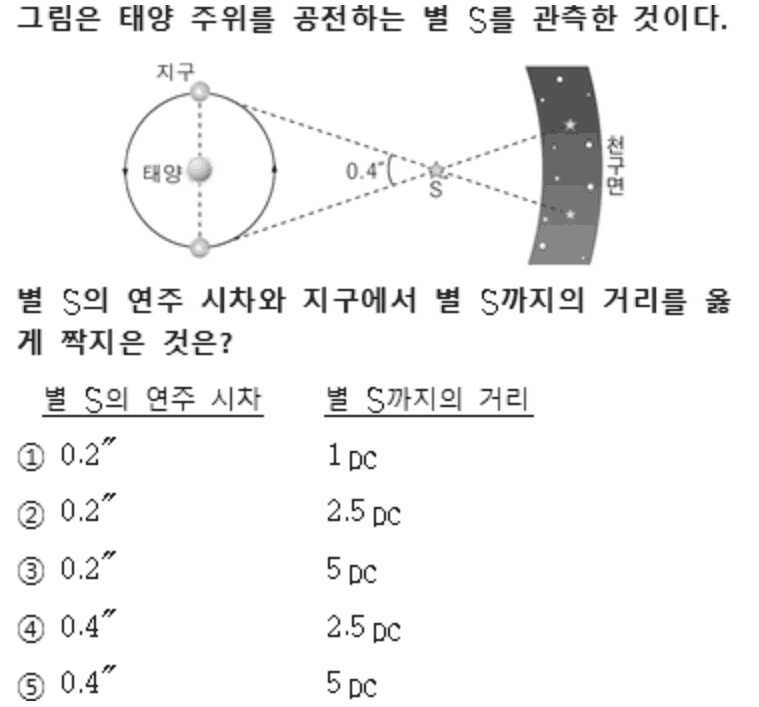 그림은 태양 주위를 공전하는 별 S를 관측한 것이다.
지구
태양
0.4″
S
천구면
별 S의 연주 시차와 지구에서 별 S까지의 거리를 옳
게 짝지은 것은?
별 S의 연주 시차 별 S까지의 거리
① 0.2″ 1 pc
② 0.2″ 2.5 pc
③ 0.2″ 5 pc
④ 0.4″ 2.5 pc
⑤ 0.4″ 5 pc